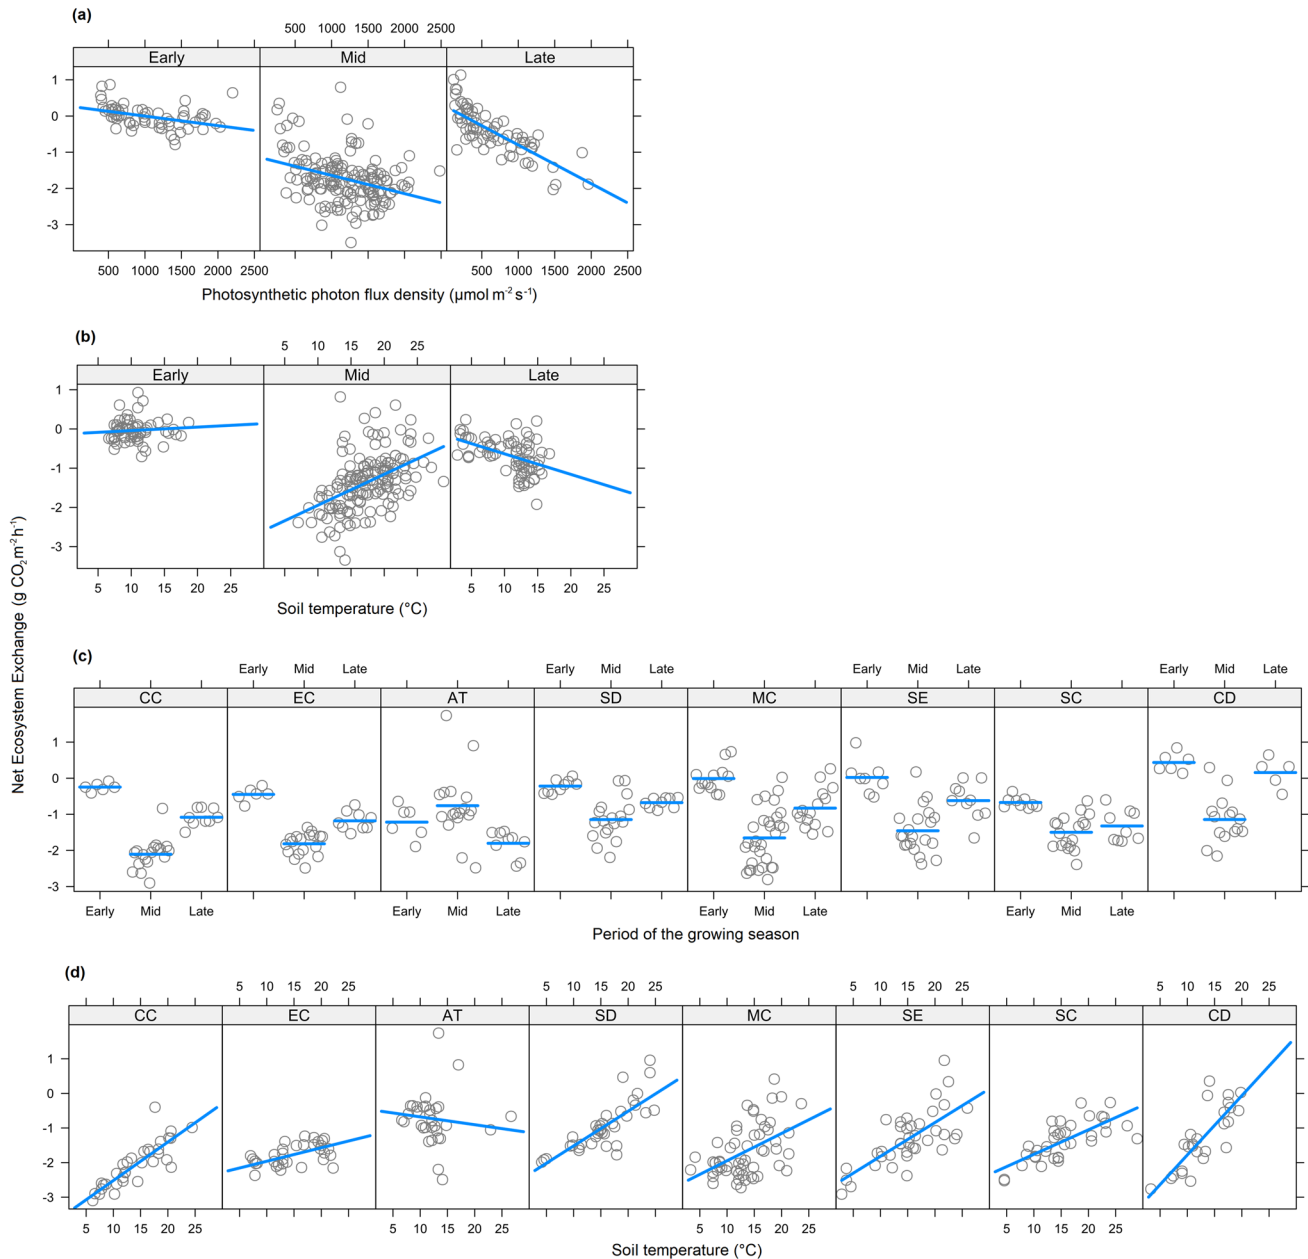 (a)
500 1000 1500 2000 2500
Early Mid Late
1
0
-1
-2
-3
500 1000 1500 2000 2500 500 1000 1500 2000 2500
Photosynthetic photon flux density (µmol m⁻² s⁻¹)
(b)
5 10 15 20 25
Early Mid Late
1
0
-1
-2
-3
5 10 15 20 25 5 10 15 20 25
Soil temperature (°C)
Net Ecosystem Exchange (g CO₂m⁻²h⁻¹)
(c)
Early Mid Late Early Mid Late Early Mid Late Early Mid Late
CC EC AT SD MC SE SC CD
1
0
-1
-2
-3
Early Mid Late Early Mid Late Early Mid Late Early Mid Late
Period of the growing season
(d)
5 10 15 20 25 5 10 15 20 25 5 10 15 20 25 5 10 15 20 25
CC EC AT SD MC SE SC CD
1
0
-1
-2
-3
5 10 15 20 25 5 10 15 20 25 5 10 15 20 25 5 10 15 20 25
Soil temperature (°C)